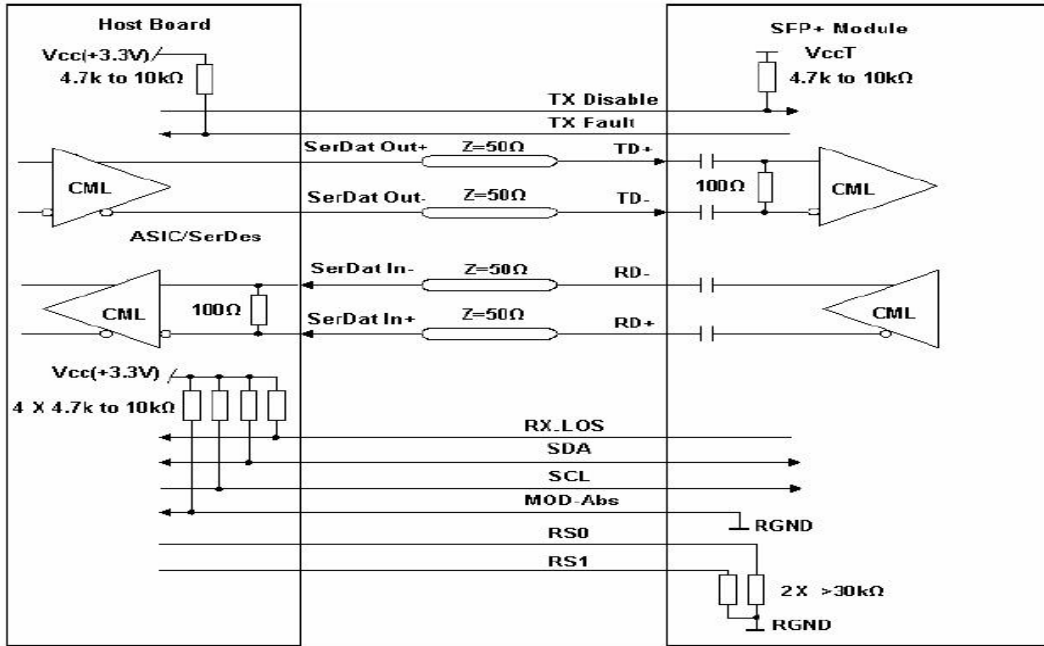 Host Board
SFP+ Module
Vcc(+3.3V)
4.7k to 10kΩ
VccT
4.7k to 10kΩ
TX Disable
TX Fault
SerDat Out+
Z=50Ω
TD+
CML
100Ω
CML
SerDat Out-
Z=50Ω
TD-
ASIC/SerDes
SerDat In-
Z=50Ω
RD-
CML
100Ω
CML
SerDat In+
Z=50Ω
RD+
Vcc(+3.3V)
4 X 4.7k to 10kΩ
RX.LOS
SDA
SCL
MOD-Abs
RGND
RS0
RS1
2X >30kΩ
RGND